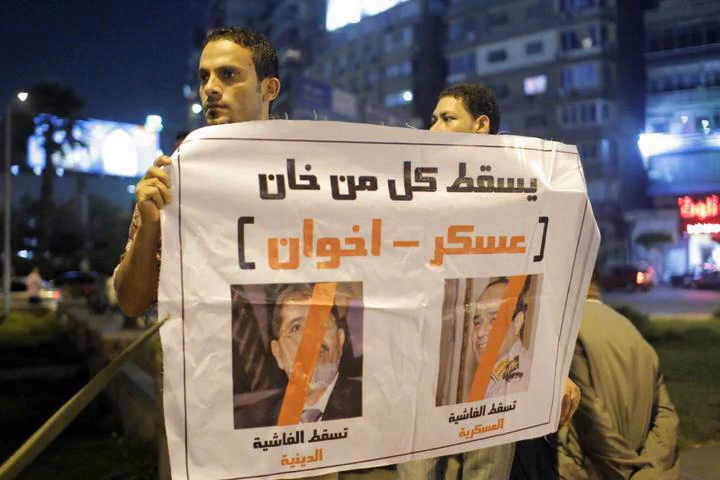 يسقط كل من خان
[ عسكر - اخوان ]
تسقط الفاشية
العسكرية
تسقط الفاشية
الدينية